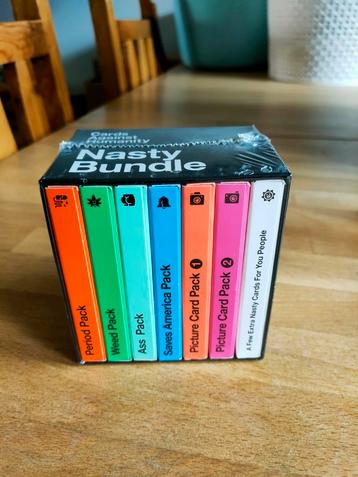 Cards
Against
Humanity
Nasty
Bundle
Period Pack
Weed Pack
Ass Pack
Saves America Pack
Picture Card Pack 1
Picture Card Pack 2
A Few Extra Nasty Cards For You People